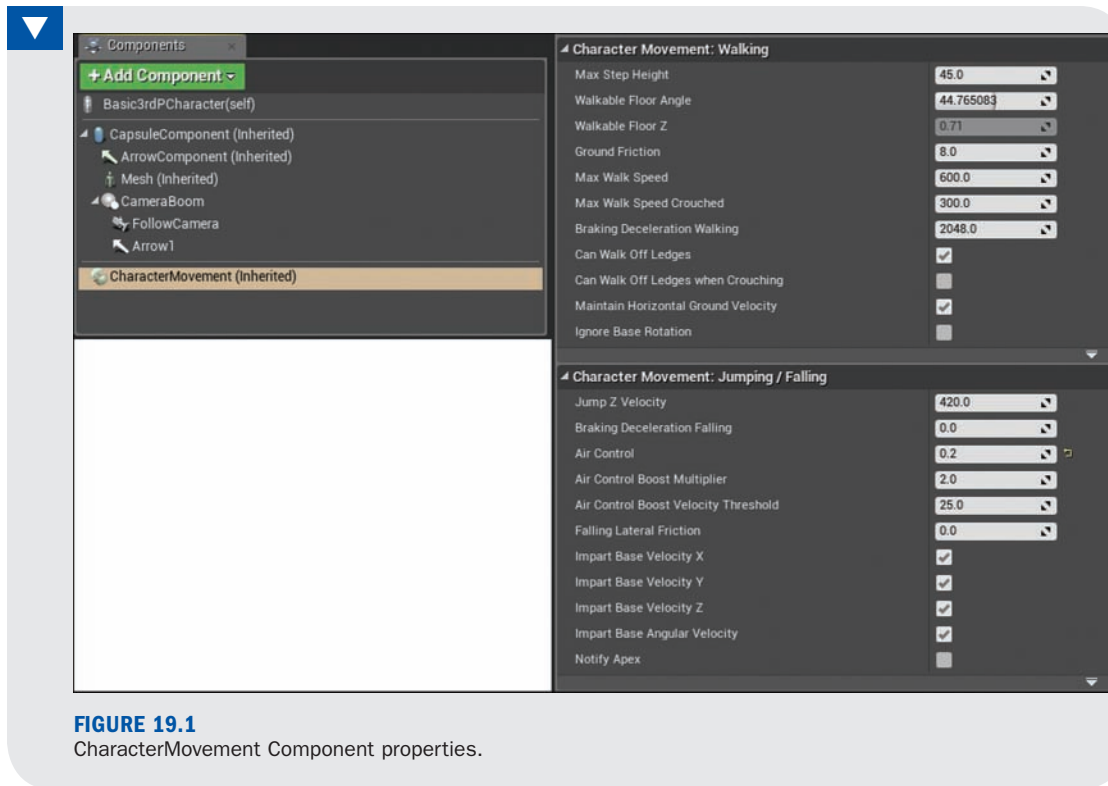 Components
+Add Component
Basic3rdPCharacter(self)
CapsuleComponent (Inherited)
ArrowComponent (Inherited)
Mesh (Inherited)
CameraBoom
FollowCamera
Arrow1
CharacterMovement (Inherited)
Character Movement: Walking
Max Step Height 45.0
Walkable Floor Angle 44.765083
Walkable Floor Z 0.71
Ground Friction 8.0
Max Walk Speed 600.0
Max Walk Speed Crouched 300.0
Braking Deceleration Walking 2048.0
Can Walk Off Ledges
Can Walk Off Ledges when Crouching
Maintain Horizontal Ground Velocity
Ignore Base Rotation
Character Movement: Jumping / Falling
Jump Z Velocity 420.0
Braking Deceleration Falling 0.0
Air Control 0.2
Air Control Boost Multiplier 2.0
Air Control Boost Velocity Threshold 25.0
Falling Lateral Friction 0.0
Impart Base Velocity X
Impart Base Velocity Y
Impart Base Velocity Z
Impart Base Angular Velocity
Notify Apex
FIGURE 19.1
CharacterMovement Component properties.